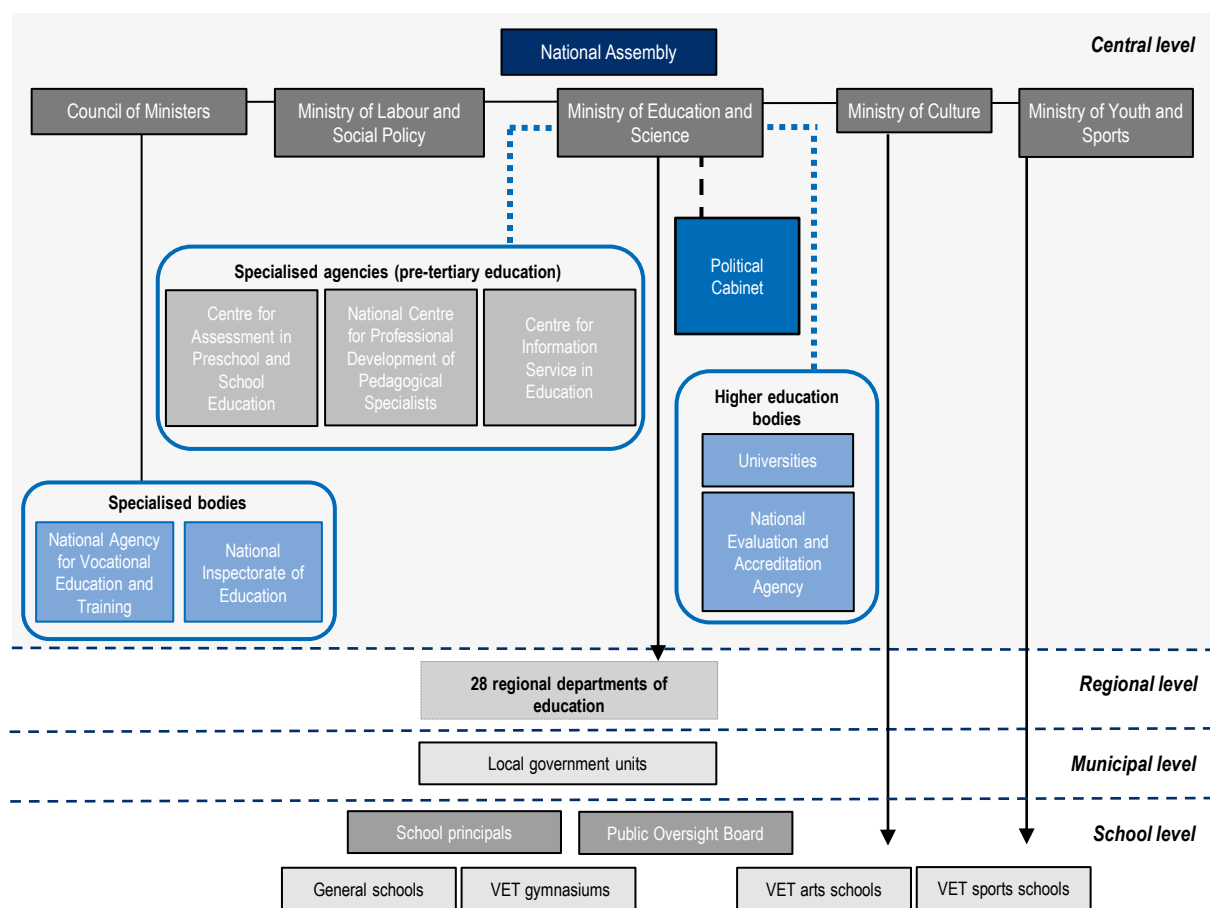 National Assembly
Central level
Council of Ministers
Ministry of Labour and
Social Policy
Ministry of Education and
Science
Ministry of Culture
Ministry of Youth and
Sports
Political
Cabinet
Specialised agencies (pre-tertiary education)
Centre for
Assessment in
Preschool and
School
Education
National Centre
for Professional
Development of
Pedagogical
Specialists
Centre for
Information
Service in
Education
Higher education
bodies
Universities
National
Evaluation and
Accreditation
Agency
Specialised bodies
National Agency
for Vocational
Education and
Training
National
Inspectorate of
Education
28 regional departments of
education
Regional level
Local government units
Municipal level
School principals
Public Oversight Board
School level
General schools
VET gymnasiums
VET arts schools
VET sports schools